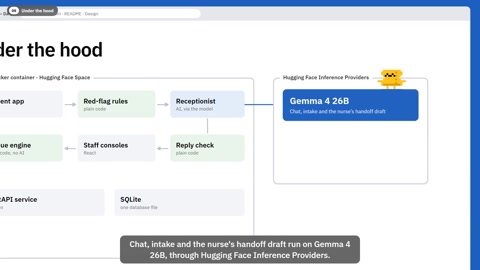 Under the hood
README - Design
der the hood
ker container · Hugging Face Space
Hugging Face Inference Providers
ent app
Red-flag rules
plain code
Receptionist
AI, via the model
Gemma 4 26B
Chat, intake and the nurse's handoff draft
ue engine
code, no AI
Staff consoles
React
Reply check
plain code
API service
SQLite
one database file
Chat, intake and the nurse's handoff draft run on Gemma 4
26B, through Hugging Face Inference Providers.